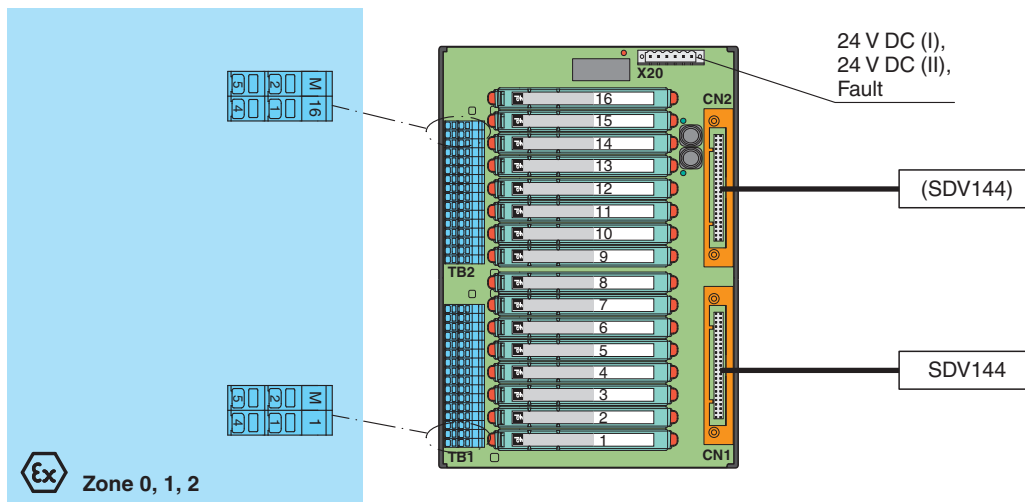 24 V DC (I),
24 V DC (II),
Fault
X20
CN2
5 2 M
4 1 16
16
15
14
13
12
11
10
9
(SDV144)
TB2
8
7
6
5
4
3
2
1
SDV144
5 2 M
4 1 1
TB1
CN1
Ex
Zone 0, 1, 2